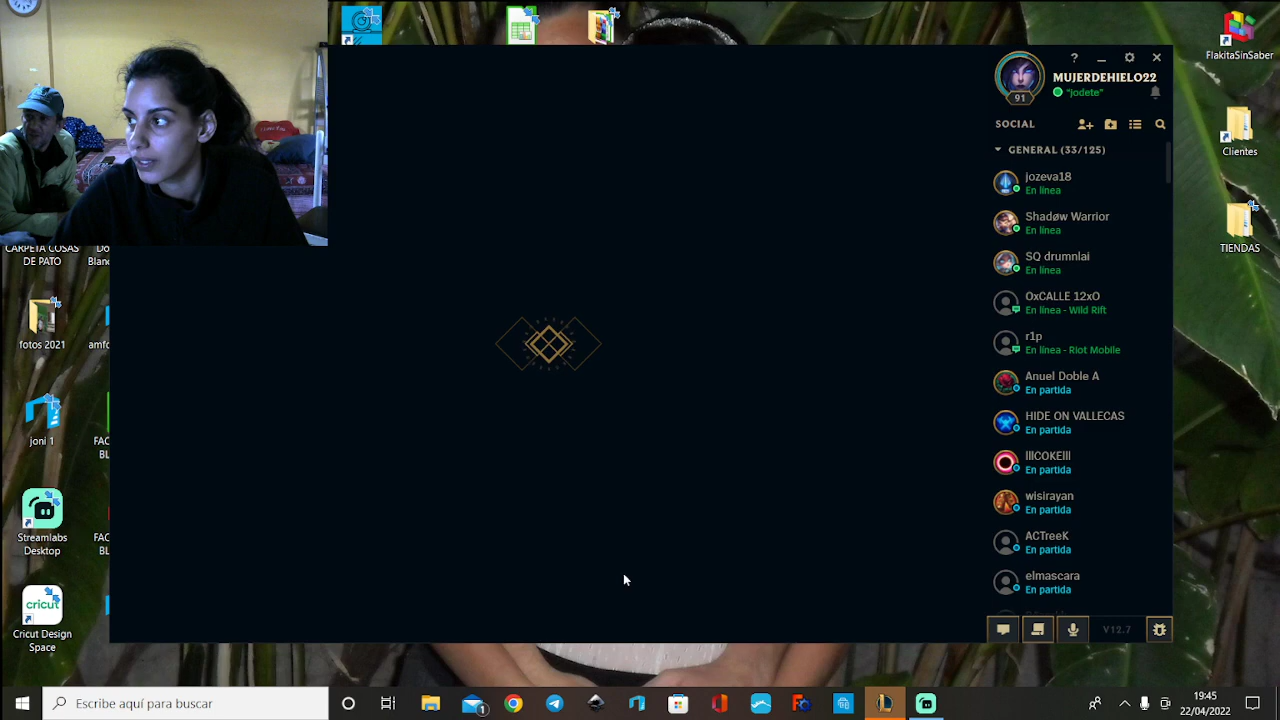 FlakitaSinSaber
Clientes
TIENDAS
CARPETA COSAS
DE PATO
Do
Blanc
fotos 2021
amfo
joni 1
FAC
BL
Streamlabs
Desktop
FAC
BL
cricut
Cricut Design
Space
?
MUJERDEHIELO22
91
"jodete"
SOCIAL
GENERAL (33/125)
jozeva18
En línea
Shadøw Warrior
En línea
SQ drumnlai
En línea
OxCALLE 12xO
En línea - Wild Rift
r1p
En línea - Riot Mobile
Anuel Doble A
En partida
HIDE ON VALLECAS
En partida
lllCOKElll
En partida
wisirayan
En partida
ACTreeK
En partida
elmascara
En partida
V12.7
Escribe aquí para buscar
1
19:45
22/04/2022